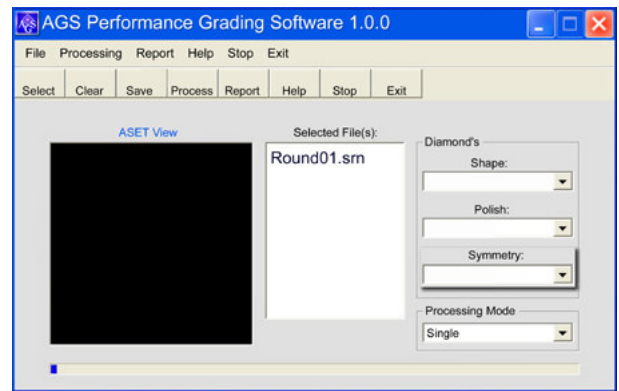 AGS AGS Performance Grading Software 1.0.0
File Processing Report Help Stop Exit
Select Clear Save Process Report Help Stop Exit
ASET View
Selected File(s):
Round01.srn
Diamond's
Shape:
Polish:
Symmetry:
Processing Mode
Single